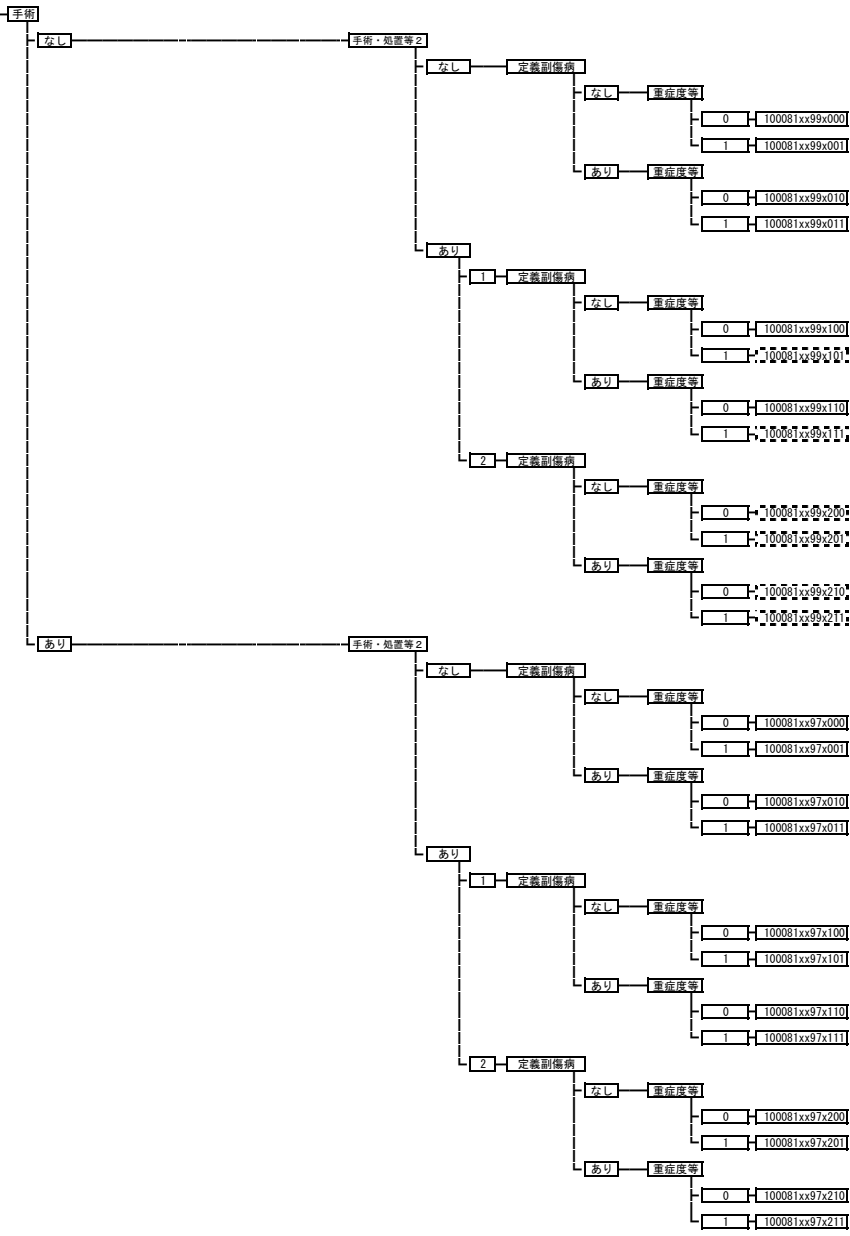 手術
なし 手術・処置等2
なし 定義副傷病
なし 重症度等
0 100081xx99x000
1 100081xx99x001
あり 重症度等
0 100081xx99x010
1 100081xx99x011
あり
1 定義副傷病
なし 重症度等
0 100081xx99x100
1 100081xx99x101
あり 重症度等
0 100081xx99x110
1 100081xx99x111
2 定義副傷病
なし 重症度等
0 100081xx99x200
1 100081xx99x201
あり 重症度等
0 100081xx99x210
1 100081xx99x211
あり 手術・処置等2
なし 定義副傷病
なし 重症度等
0 100081xx97x000
1 100081xx97x001
あり 重症度等
0 100081xx97x010
1 100081xx97x011
あり
1 定義副傷病
なし 重症度等
0 100081xx97x100
1 100081xx97x101
あり 重症度等
0 100081xx97x110
1 100081xx97x111
2 定義副傷病
なし 重症度等
0 100081xx97x200
1 100081xx97x201
あり 重症度等
0 100081xx97x210
1 100081xx97x211